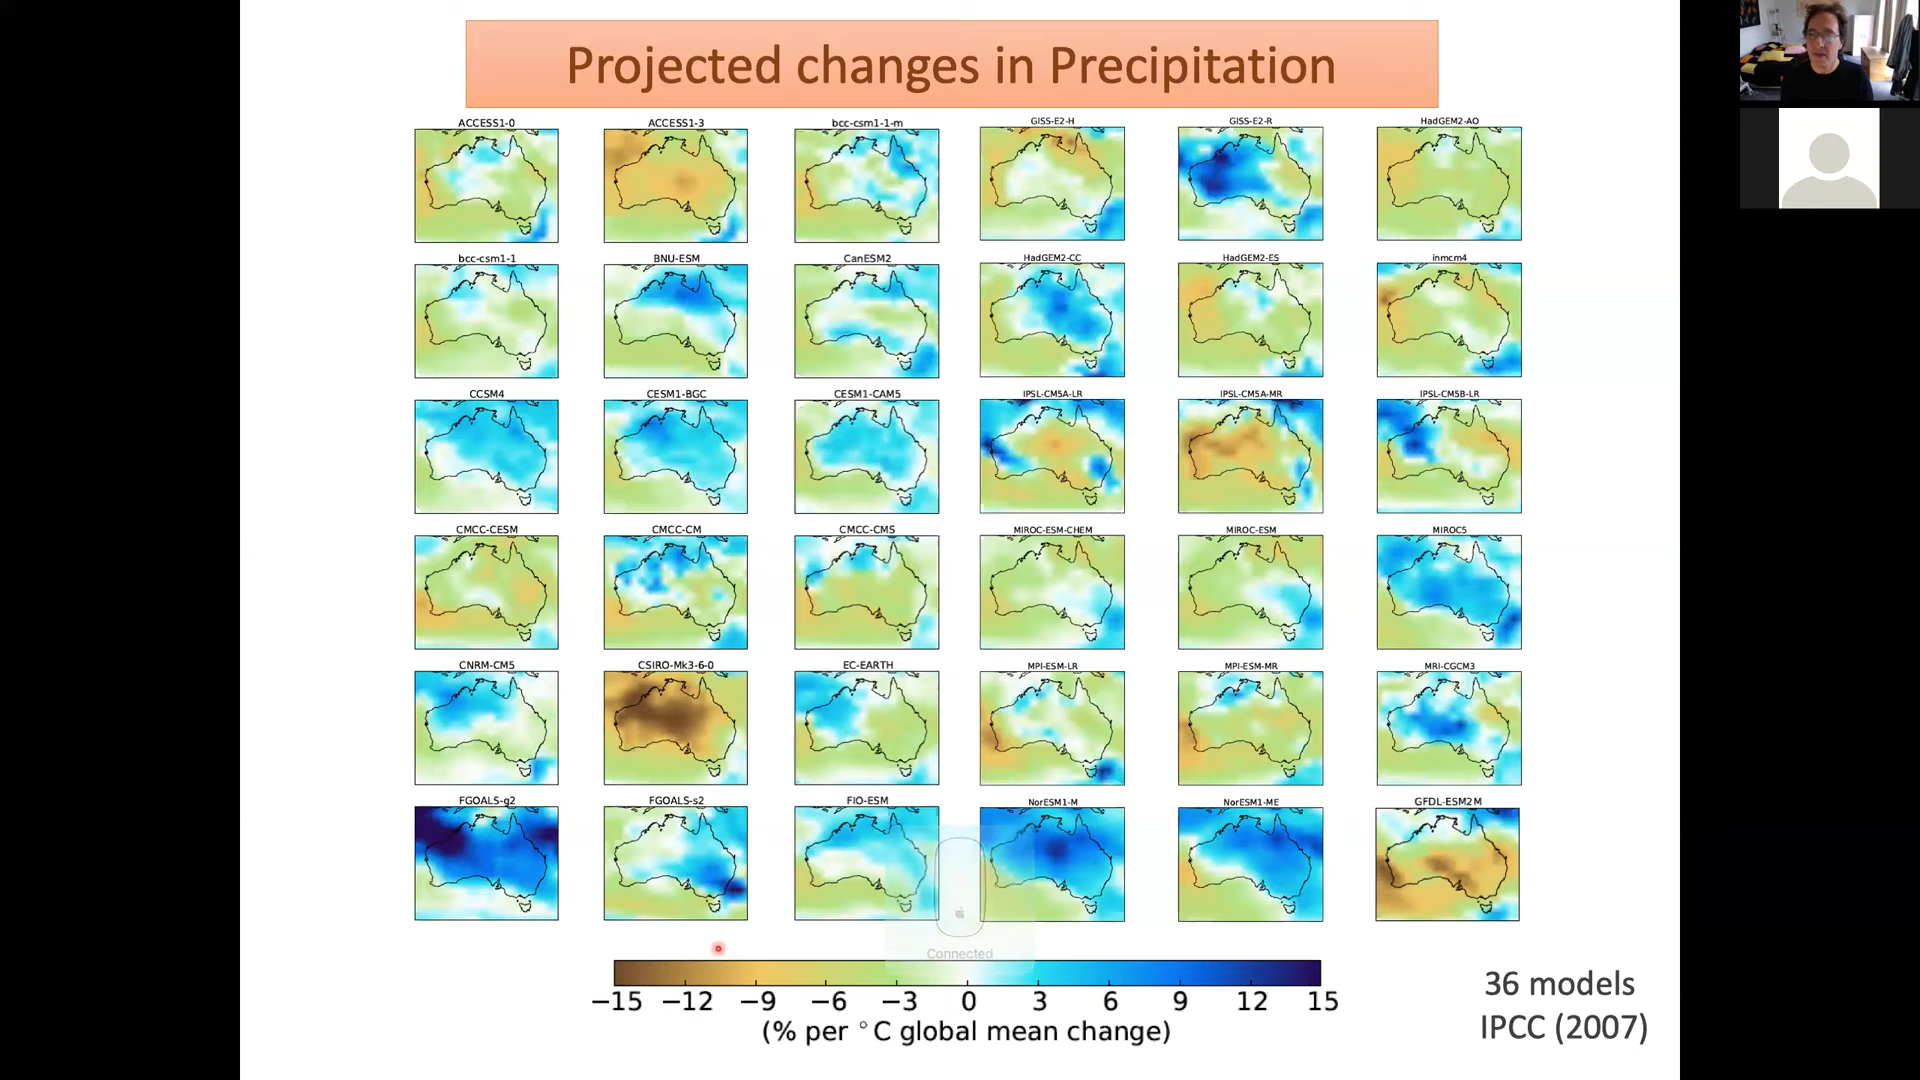 Projected changes in Precipitation
ACCESS1-0
ACCESS1-3
bcc-csm1-1-m
GISS-E2-H
GISS-E2-R
HadGEM2-AO
bcc-csm1-1
BNU-ESM
CanESM2
HadGEM2-CC
HadGEM2-ES
inmcm4
CCSM4
CESM1-BGC
CESM1-CAM5
IPSL-CM5A-LR
IPSL-CM5A-MR
IPSL-CM5B-LR
CMCC-CESM
CMCC-CM
CMCC-CMS
MIROC-ESM-CHEM
MIROC-ESM
MIROC5
CNRM-CM5
CSIRO-Mk3-6-0
EC-EARTH
MPI-ESM-LR
MPI-ESM-MR
MRI-CGCM3
FGOALS-g2
FGOALS-s2
FIO-ESM
NorESM1-M
NorESM1-ME
GFDL-ESM2M
Connected
−15 −12 −9 −6 −3 0 3 6 9 12 15
(% per °C global mean change)
36 models
IPCC (2007)